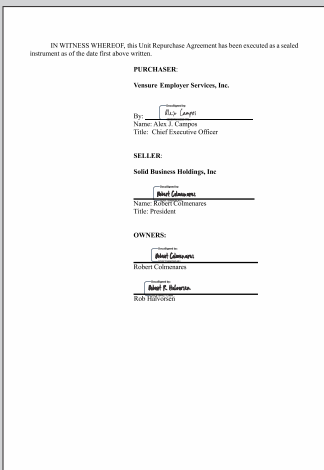 IN WITNESS WHEREOF, this Unit Repurchase Agreement has been executed as a sealed
instrument as of the date first above written.
PURCHASER:
Vensure Employer Services, Inc.
DocuSigned by:
By: Alex Campos
Name: Alex J. Campos
Title: Chief Executive Officer
SELLER:
Solid Business Holdings, Inc
DocuSigned by:
Robert Colmenares
Name: Robert Colmenares
Title: President
OWNERS:
DocuSigned by:
Robert Colmenares
Robert Colmenares
DocuSigned by:
Robert R. Halvorsen
Rob Halvorsen